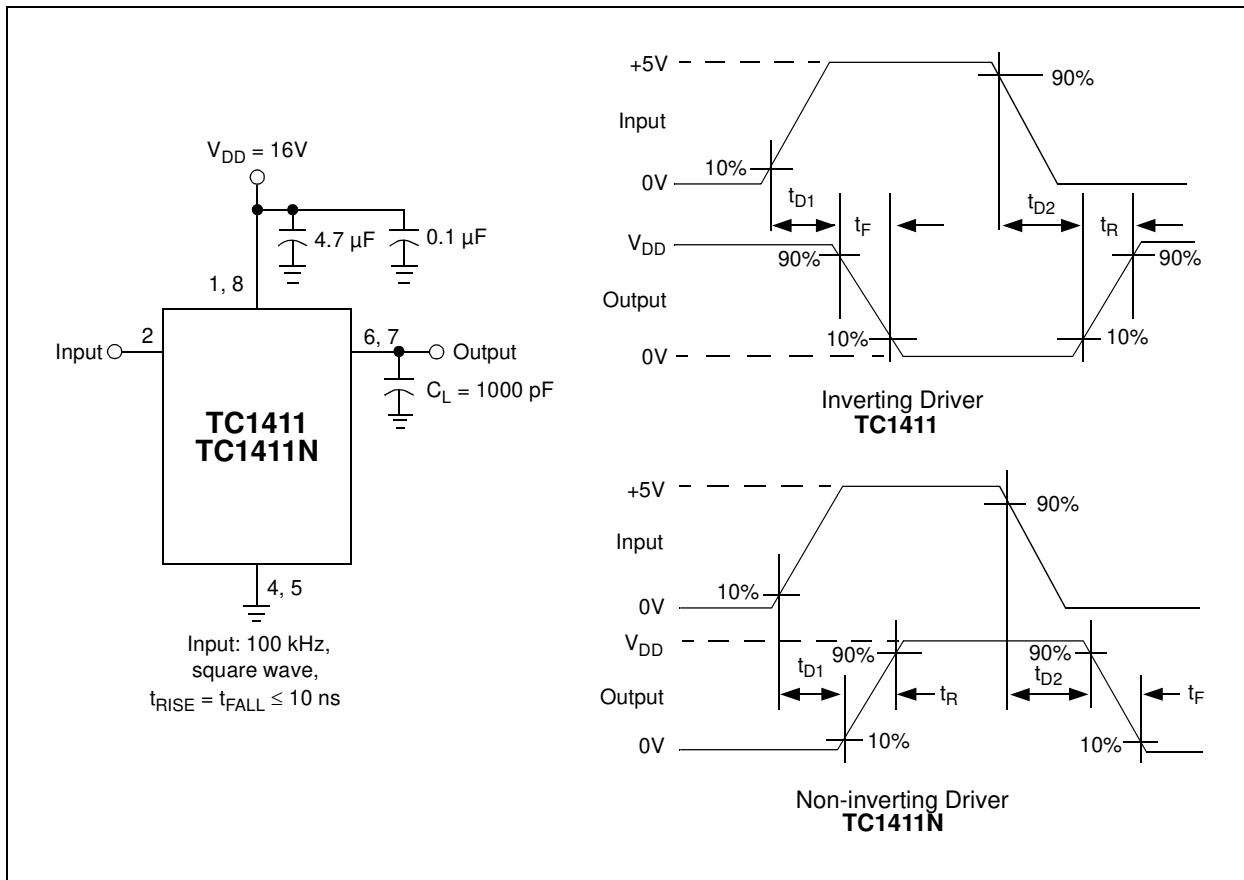 V_DD = 16V
4.7 µF
0.1 µF
1, 8
Input
2
6, 7
Output
C_L = 1000 pF
TC1411
TC1411N
4, 5
Input: 100 kHz,
square wave,
t_RISE = t_FALL ≤ 10 ns
+5V
90%
Input
10%
0V
t_D1
t_F
t_D2
t_R
V_DD
90%
90%
Output
10%
10%
0V
Inverting Driver
TC1411
+5V
90%
Input
10%
0V
V_DD
t_D1
90%
t_R
t_D2
90%
t_F
Output
10%
10%
0V
Non-inverting Driver
TC1411N